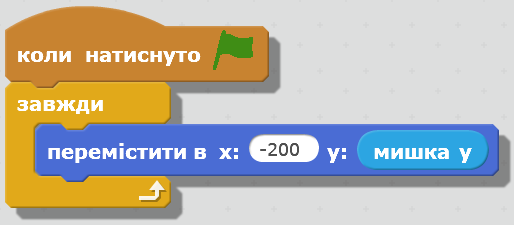 коли натиснуто
завжди
перемістити в х: -200 у: мишка у